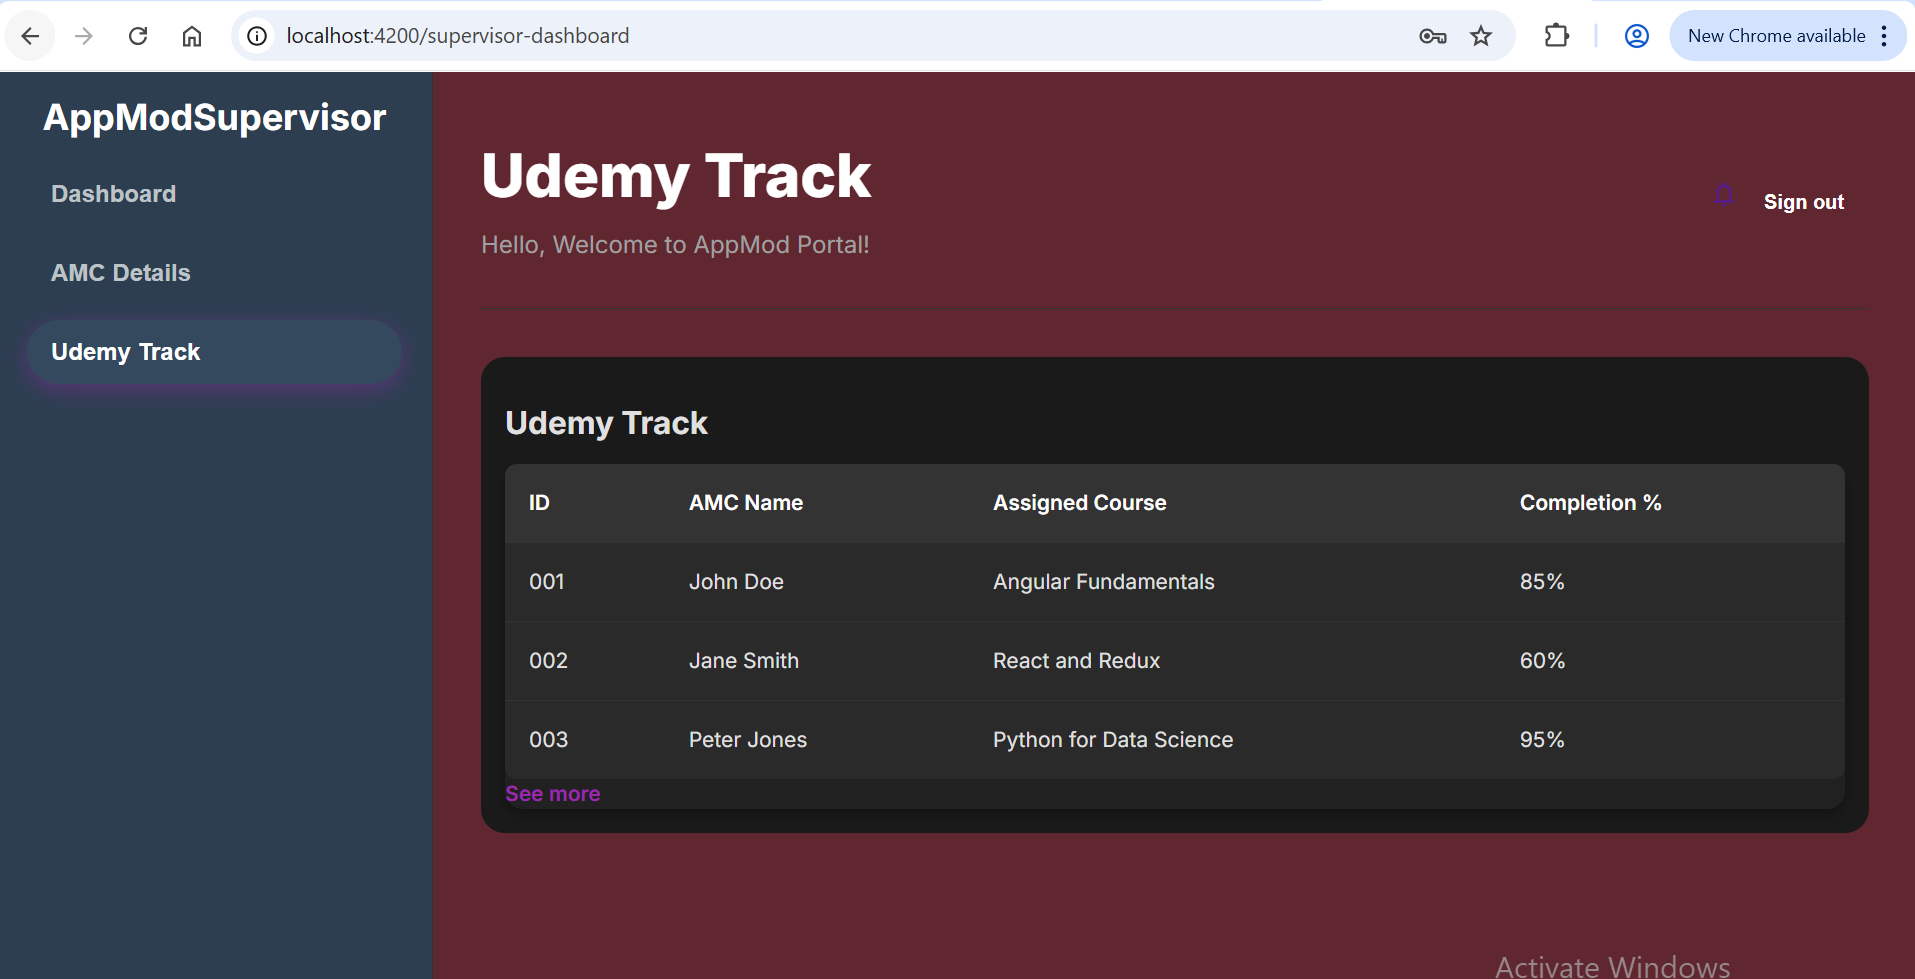 localhost:4200/supervisor-dashboard
New Chrome available
AppModSupervisor
Dashboard
AMC Details
Udemy Track
Udemy Track
Hello, Welcome to AppMod Portal!
Sign out
Udemy Track
ID AMC Name Assigned Course Completion %
001 John Doe Angular Fundamentals 85%
002 Jane Smith React and Redux 60%
003 Peter Jones Python for Data Science 95%
See more
Activate Windows